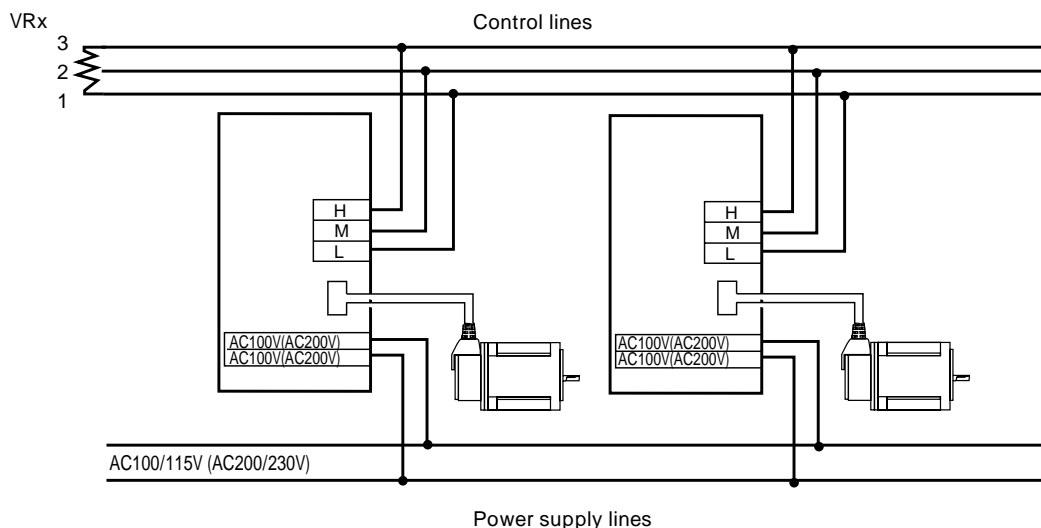 VRx
Control lines
3
2
1
H
M
L
H
M
L
AC100V(AC200V)
AC100V(AC200V)
AC100V(AC200V)
AC100V(AC200V)
AC100/115V (AC200/230V)
Power supply lines